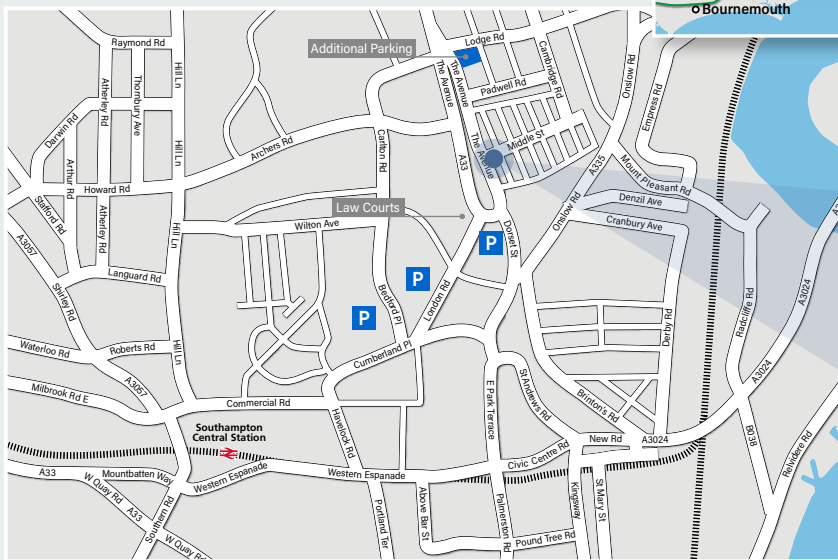 Bournemouth
Raymond Rd
Additional Parking
Lodge Rd
Cambridge Rd
Onslow Rd
Empress Rd
Hill Ln
Atherley Rd
Thornbury Ave
The Avenue
The Avenue
Padwell Rd
Darwin Rd
Archers Rd
Carlton Rd
The Avenue
Middle St
Hill Ln
A33
A335
Mount Pleasant Rd
Arthur Rd
Howard Rd
Denzil Ave
Stafford Rd
Atherley Rd
Law Courts
Onslow Rd
Cranbury Ave
Wilton Ave
Hill Ln
Dorset St
P
A3057
P
Languard Rd
Shirley Rd
Bedford Pl
London Rd
P
A3024
Radcliffe Rd
Derby Rd
Waterloo Rd
Roberts Rd
Hill Ln
Cumberland Pl
A3057
A3024
Milbrook Rd E
Commercial Rd
E Park Terrace
St Andrews Rd
Brinton's Rd
Southampton
Central Station
Havelock Rd
New Rd
A3024
B038
Belvidere Rd
Civic Centre Rd
A33
Mountbatten Way
Western Espanade
Western Espanade
W Quay Rd
A33
Southern Rd
W Quay Rd
Portland Ter
Above Bar St
Palmerston Rd
Kingsway
St Mary St
Pound Tree Rd